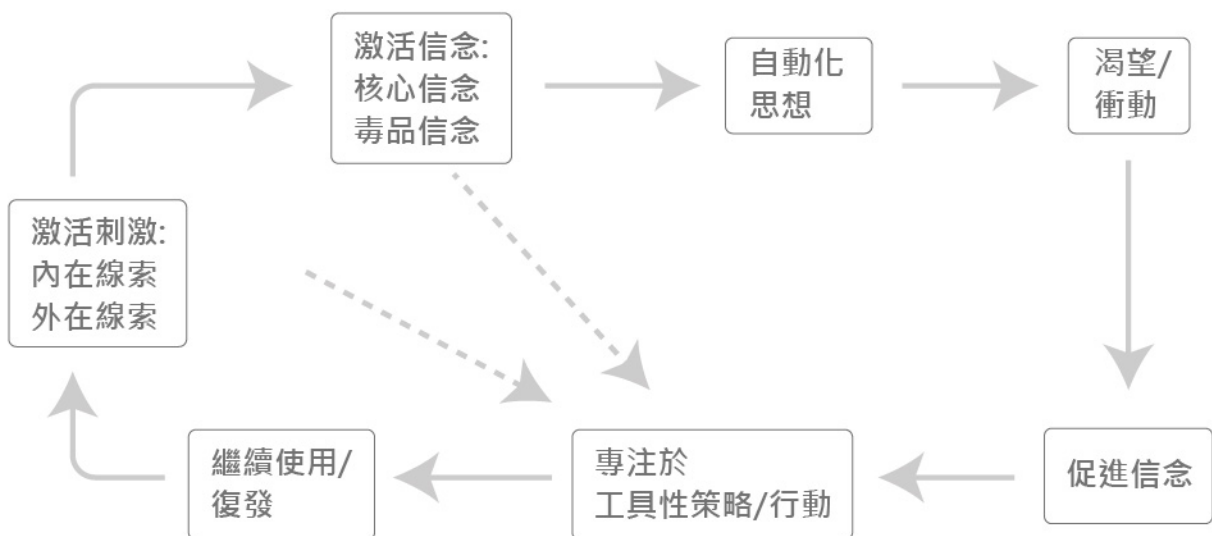 激活信念:
核心信念
毒品信念
自動化
思想
渴望/
衝動
激活刺激:
內在線索
外在線索
繼續使用/
復發
專注於
工具性策略/行動
促進信念